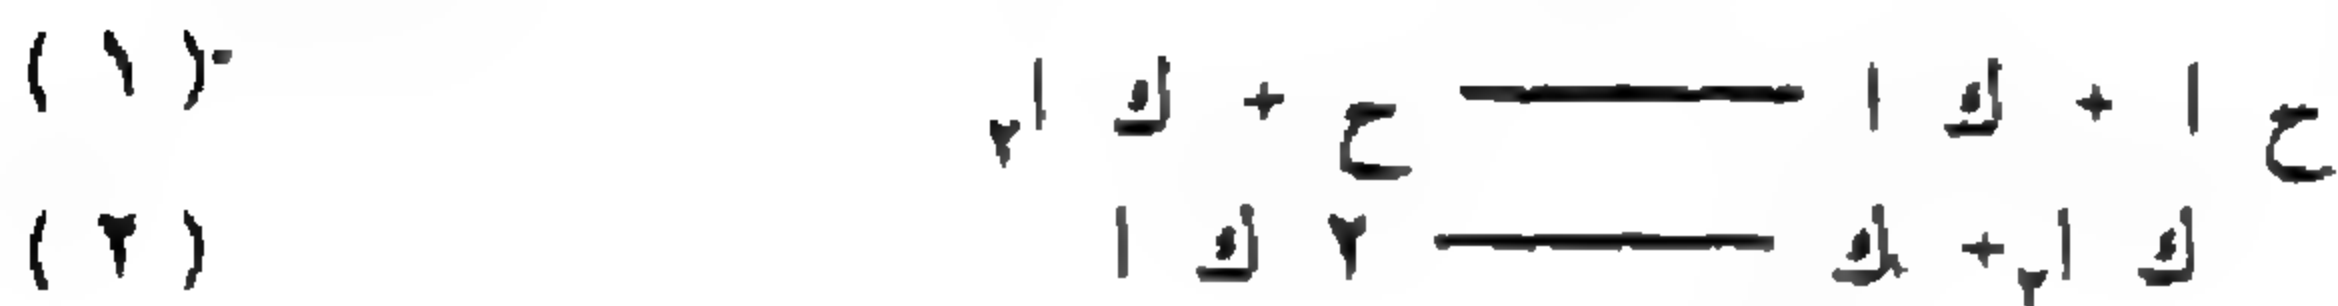 ح ا + ك ا —— ح + ك ا٢ (١)
ك ا٢ + ك —— ٢ ك ا (٢)